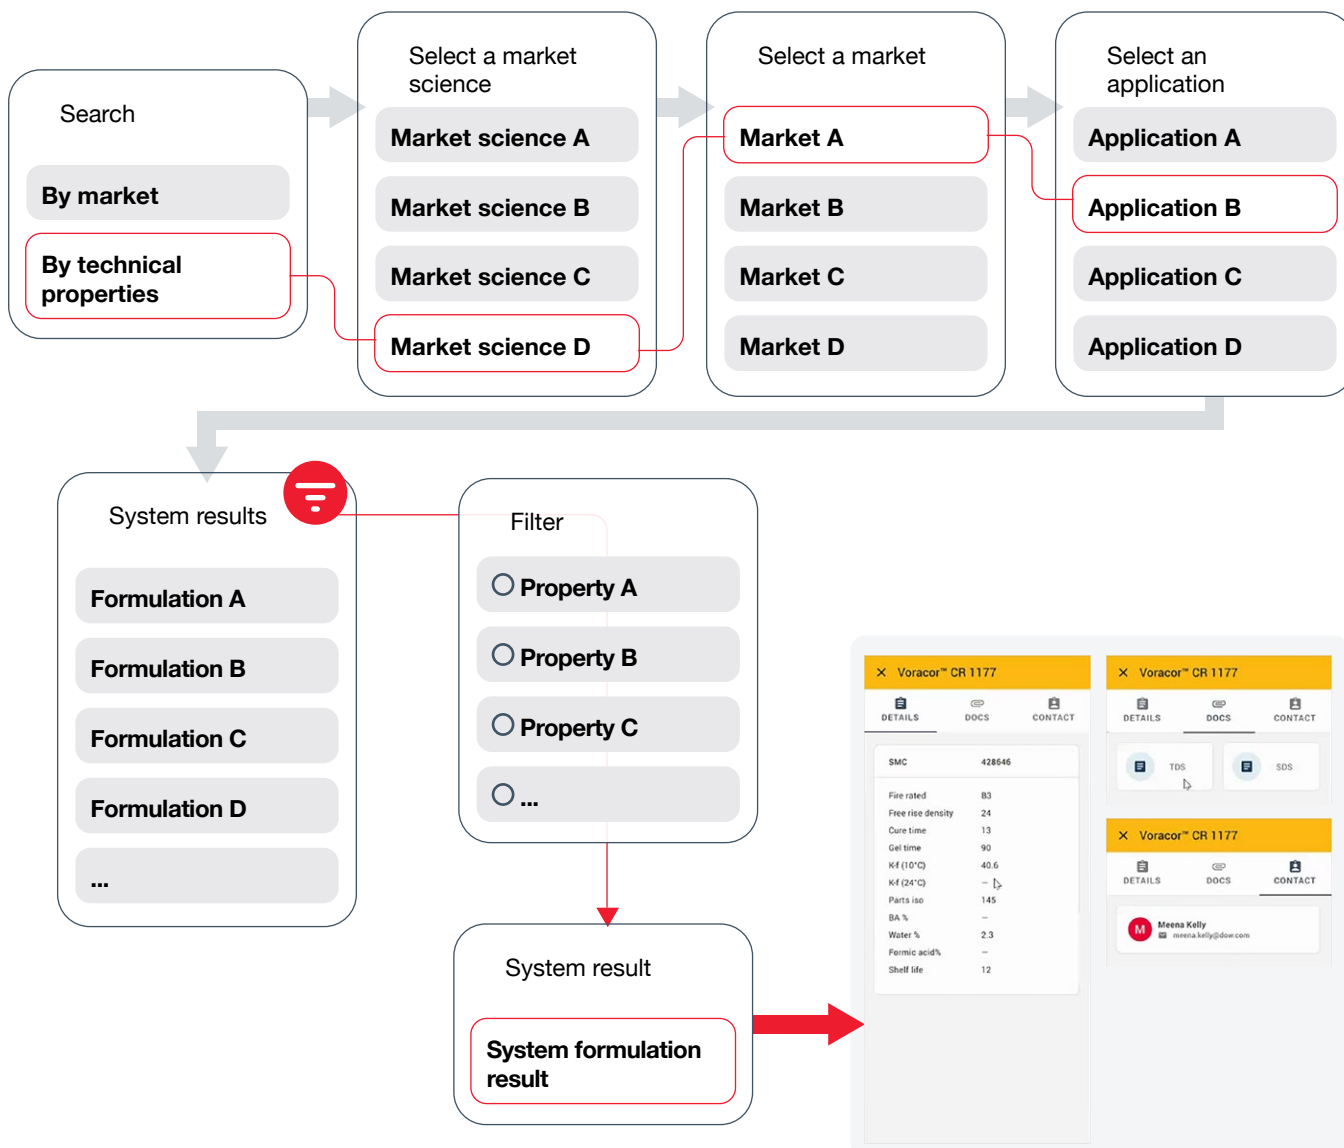 Search
By market
By technical
properties
Select a market
science
Market science A
Market science B
Market science C
Market science D
Select a market
Market A
Market B
Market C
Market D
Select an
application
Application A
Application B
Application C
Application D
System results
Formulation A
Formulation B
Formulation C
Formulation D
...
Filter
Property A
Property B
Property C
...
System result
System formulation
result
× Voracor™ CR 1177
DETAILS DOCS CONTACT
SMC 428646
Fire rated B3
Free rise density 24
Cure time 13
Gel time 90
K-f (10°C) 40.6
K-f (24°C) –
Parts iso 145
BA % –
Water % 2.3
Formic acid% –
Shelf life 12
× Voracor™ CR 1177
DETAILS DOCS CONTACT
TDS SDS
× Voracor™ CR 1177
DETAILS DOCS CONTACT
M Meena Kelly
meena.kelly@dow.com